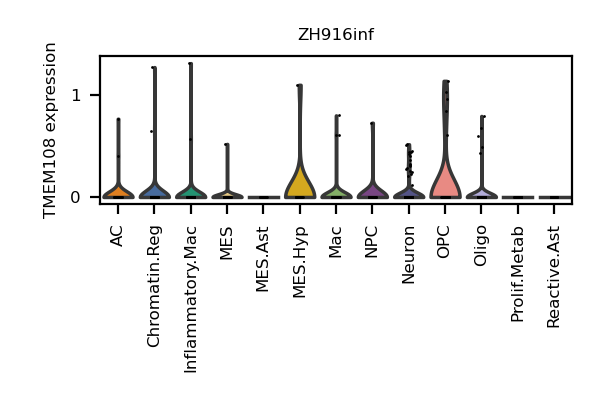 ZH916inf
TMEM108 expression
1
0
AC
Chromatin.Reg
Inflammatory.Mac
MES
MES.Ast
MES.Hyp
Mac
NPC
Neuron
OPC
Oligo
Prolif.Metab
Reactive.Ast